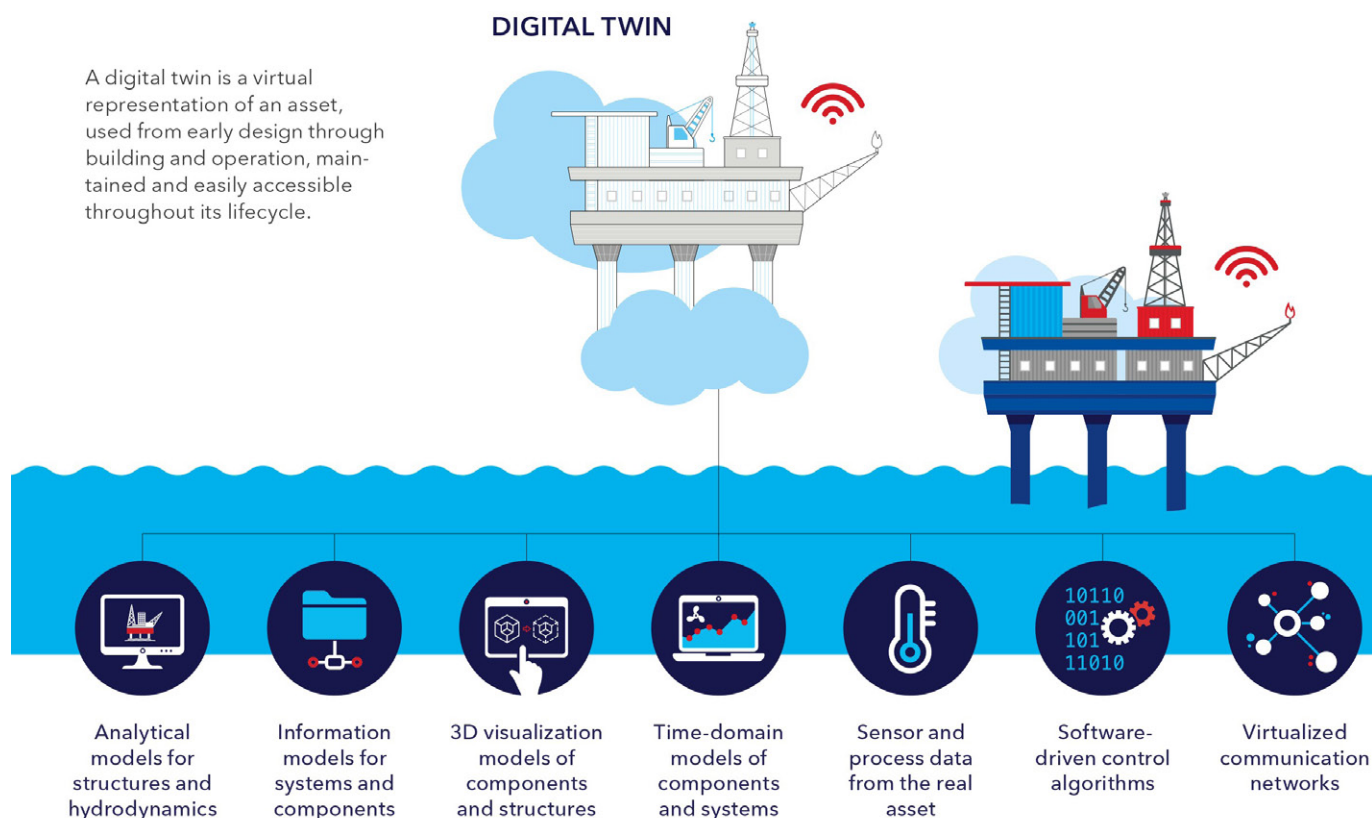 DIGITAL TWIN
A digital twin is a virtual
representation of an asset,
used from early design through
building and operation, main-
tained and easily accessible
throughout its lifecycle.
10110
001
101
11010
Analytical
models for
structures and
hydrodynamics
Information
models for
systems and
components
3D visualization
models of
components
and structures
Time-domain
models of
components
and systems
Sensor and
process data
from the real
asset
Software-
driven control
algorithms
Virtualized
communication
networks